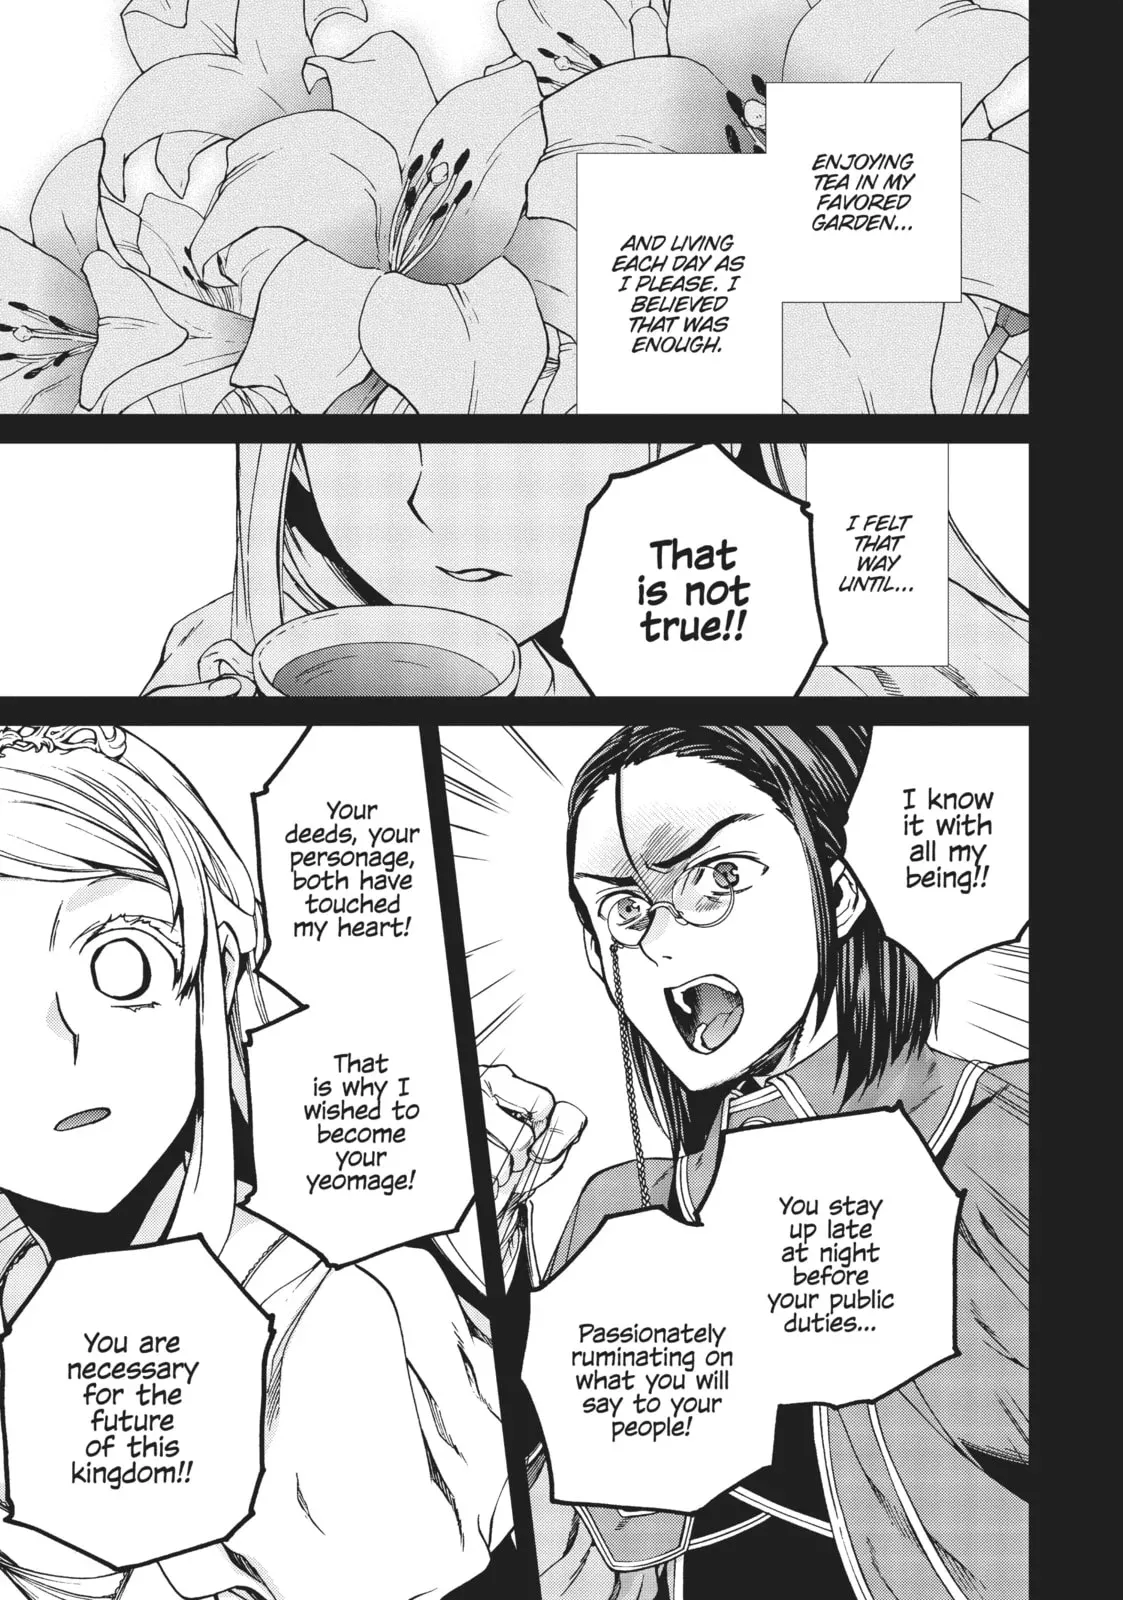 ENJOYING
TEA IN MY
FAVORED
GARDEN...
AND LIVING
EACH DAY AS
I PLEASE. I
BELIEVED
THAT WAS
ENOUGH.
I FELT
THAT
WAY
UNTIL...
That
is not
true!!
I know
it with
all my
being!!
You stay
up late
at night
before
your public
duties...
Passionately
ruminating on
what you will
say to your
people!
Your
deeds, your
personage,
both have
touched
my heart!
That
is why I
wished to
become
your
yeomage!
You are
necessary
for the
future
of this
kingdom!!